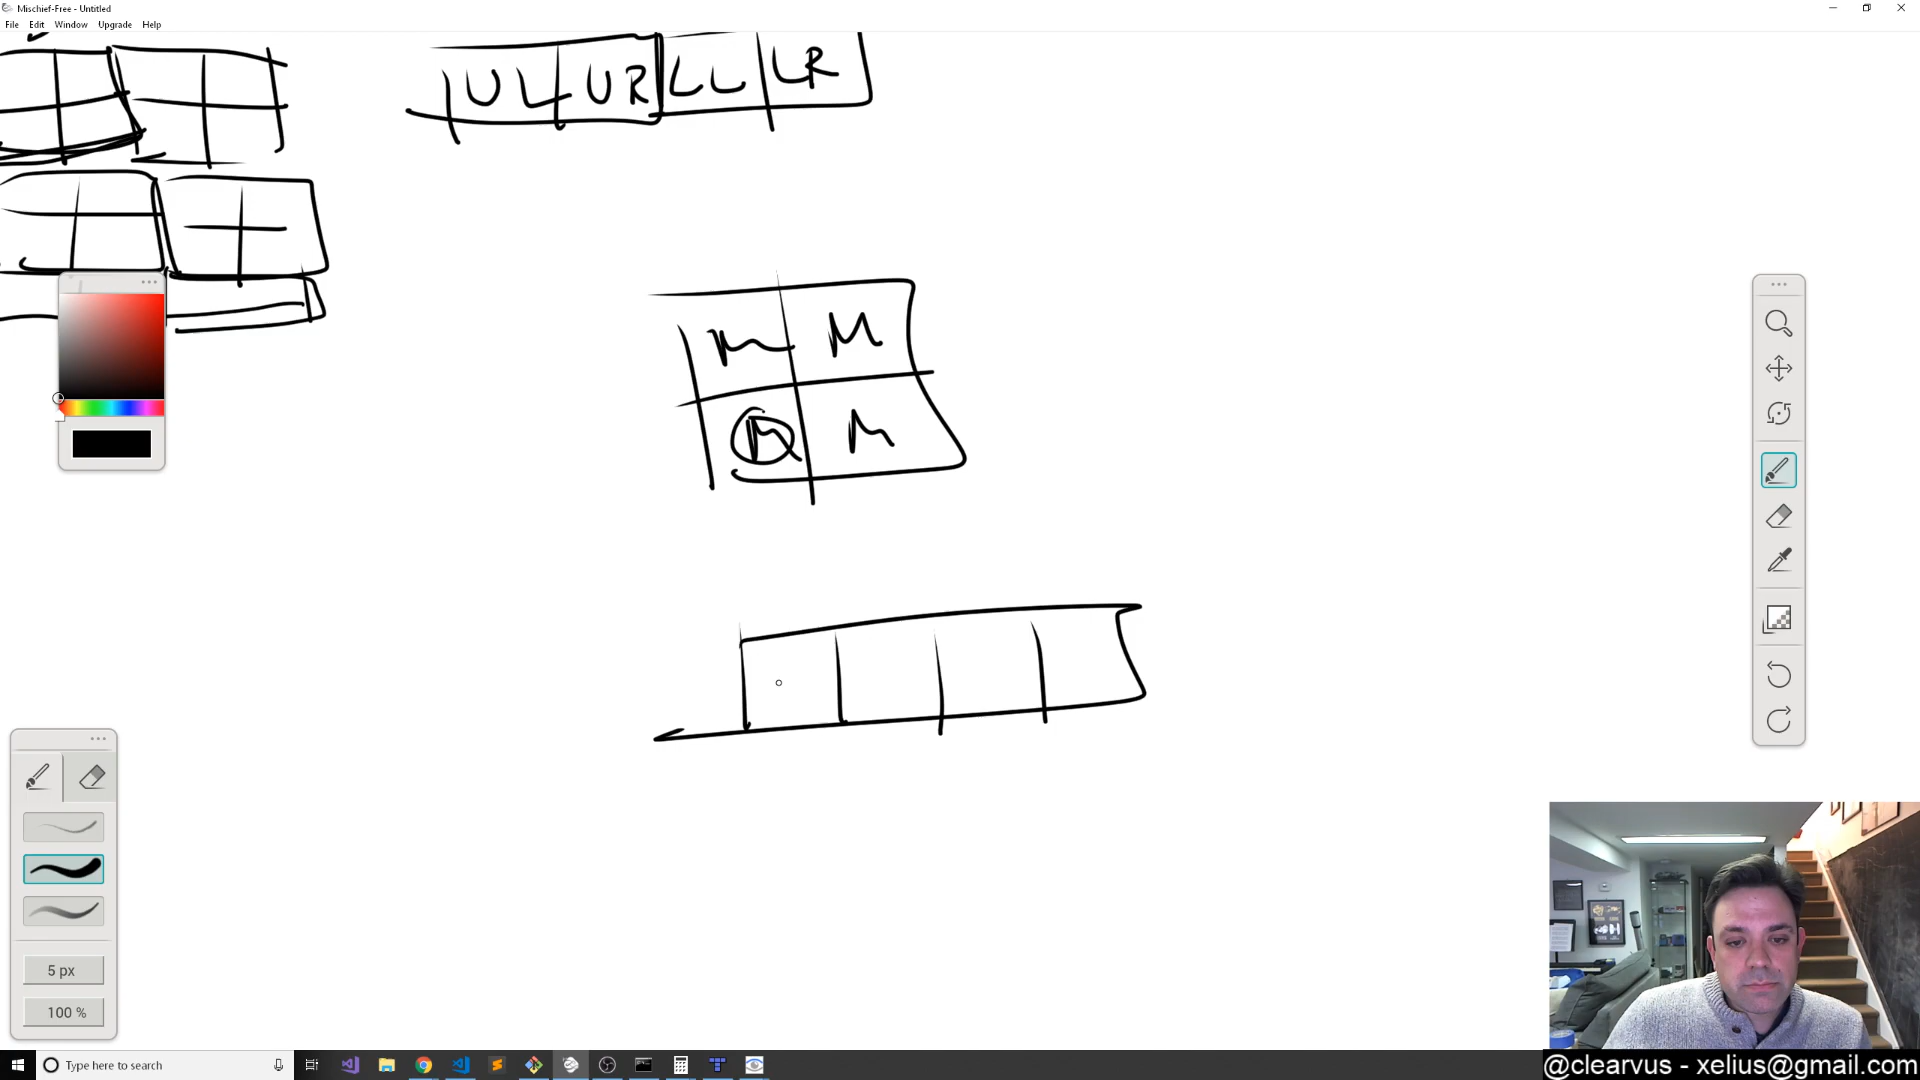 Mischief-Free - Untitled
File Edit Window Upgrade Help
UL UR LL LR
M M
M M
5 px
100 %
Type here to search
@clearvus - xelius@gmail.com